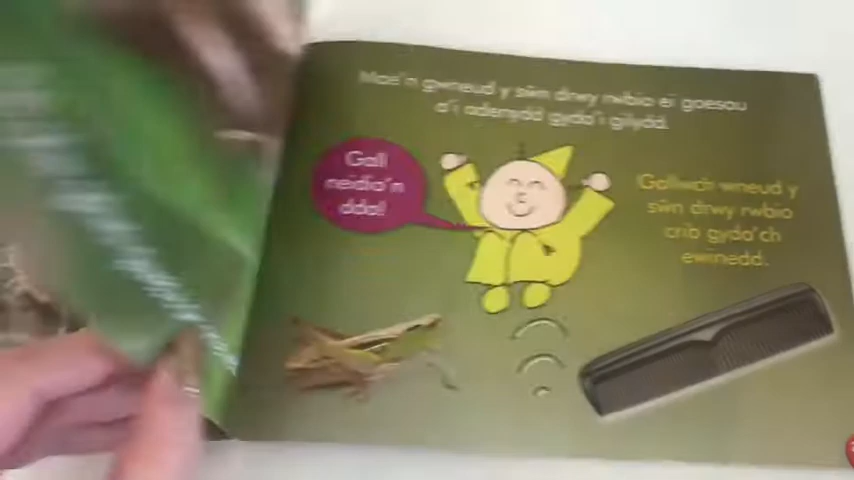 Mae'n gwneud y sŵn drwy rwbio ei goesau
a'i adenydd gyda'i gilydd.
Gall
neidio'n
dda!
Gallwch wneud y
sŵn drwy rwbio
crib gyda'ch
ewinedd.